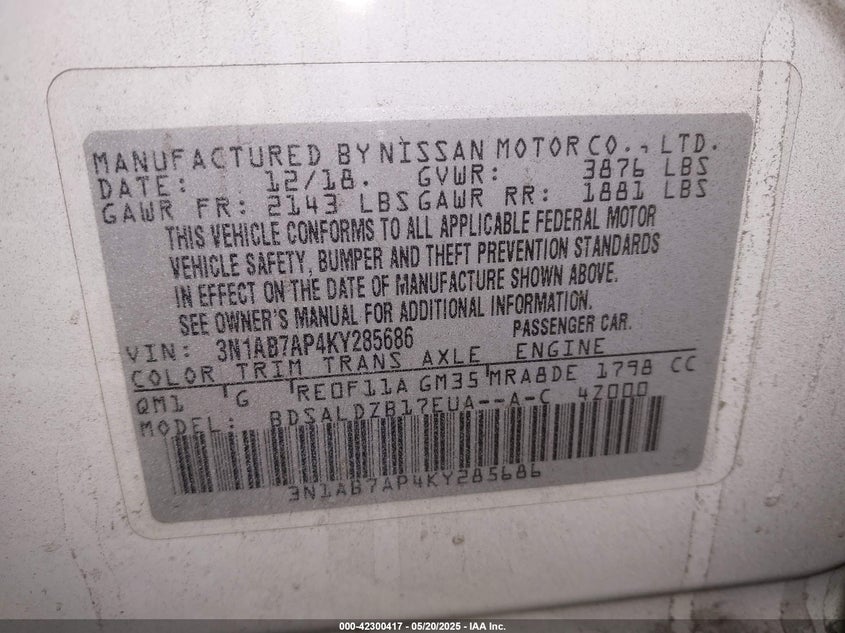 MANUFACTURED BY NISSAN MOTOR CO., LTD.
DATE: 12/18. GVWR: 3876 LBS
GAWR FR: 2143 LBS GAWR RR: 1881 LBS
THIS VEHICLE CONFORMS TO ALL APPLICABLE FEDERAL MOTOR
VEHICLE SAFETY, BUMPER AND THEFT PREVENTION STANDARDS
IN EFFECT ON THE DATE OF MANUFACTURE SHOWN ABOVE.
SEE OWNER'S MANUAL FOR ADDITIONAL INFORMATION.
VIN: 3N1AB7AP4KY285686 PASSENGER CAR.
COLOR TRIM TRANS AXLE ENGINE
QM1 G RE0F11A GM35 MRA8DE 1798 CC
MODEL: BDSALDZB17EUA--A-C 4Z000
3N1AB7AP4KY285686
000-42300417 - 05/20/2025 - IAA Inc.